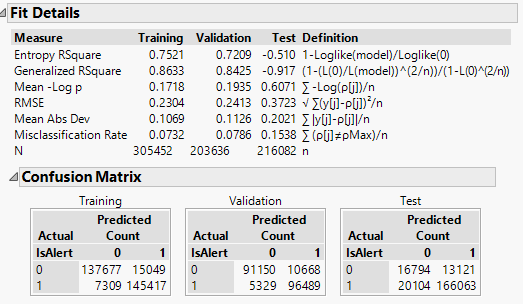 Fit Details
Measure Training Validation Test Definition
Entropy RSquare 0.7521 0.7209 -0.510 1-Loglike(model)/Loglike(0)
Generalized RSquare 0.8633 0.8425 -0.917 (1-(L(0)/L(model))^(2/n))/(1-L(0)^(2/n))
Mean -Log p 0.1718 0.1935 0.6071 ∑ -Log(ρ[j])/n
RMSE 0.2304 0.2413 0.3723 √ ∑(y[j]-ρ[j])²/n
Mean Abs Dev 0.1069 0.1126 0.2021 ∑ |y[j]-ρ[j]|/n
Misclassification Rate 0.0732 0.0786 0.1538 ∑ (ρ[j]≠ρMax)/n
N 305452 203636 216082 n
Confusion Matrix
Training Validation Test
Predicted Predicted Predicted
Actual Count Actual Count Actual Count
IsAlert 0 1 IsAlert 0 1 IsAlert 0 1
0 137677 15049 0 91150 10668 0 16794 13121
1 7309 145417 1 5329 96489 1 20104 166063